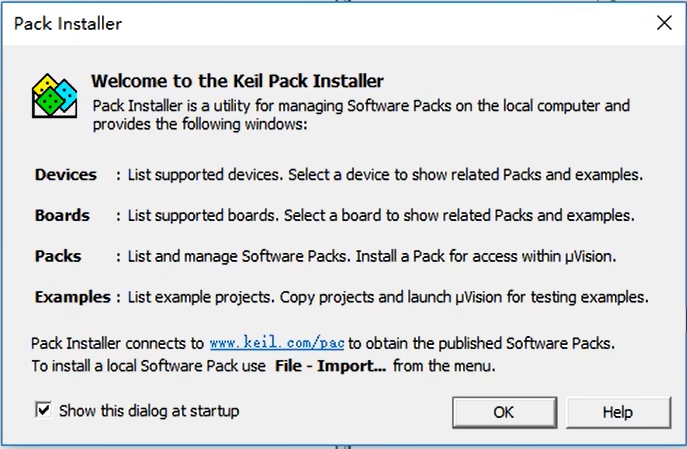 Pack Installer
Welcome to the Keil Pack Installer
Pack Installer is a utility for managing Software Packs on the local computer and
provides the following windows:
Devices : List supported devices. Select a device to show related Packs and examples.
Boards : List supported boards. Select a board to show related Packs and examples.
Packs : List and manage Software Packs. Install a Pack for access within µVision.
Examples : List example projects. Copy projects and launch µVision for testing examples.
Pack Installer connects to www.keil.com/pac to obtain the published Software Packs.
To install a local Software Pack use File - Import... from the menu.
Show this dialog at startup
OK
Help